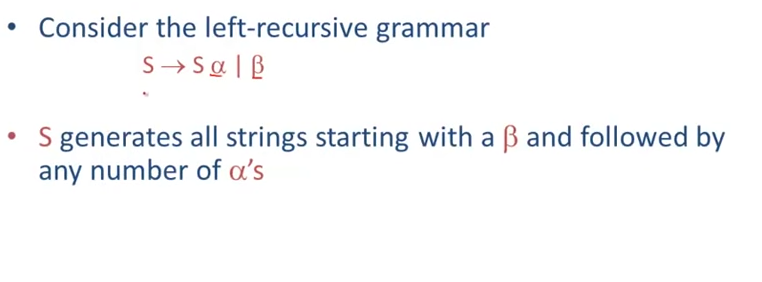 • Consider the left-recursive grammar
S → S α | β
• S generates all strings starting with a β and followed by
any number of α's